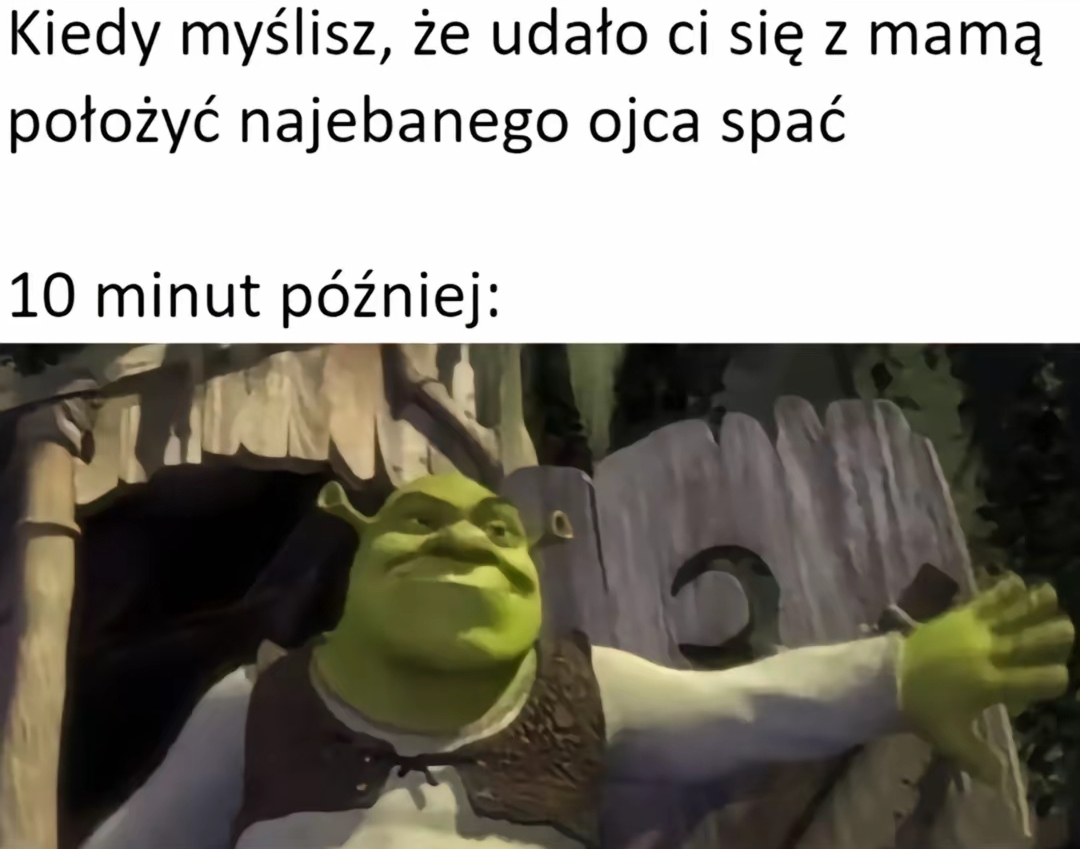 Kiedy myślisz, że udało ci się z mamą
położyć najebanego ojca spać
10 minut później: